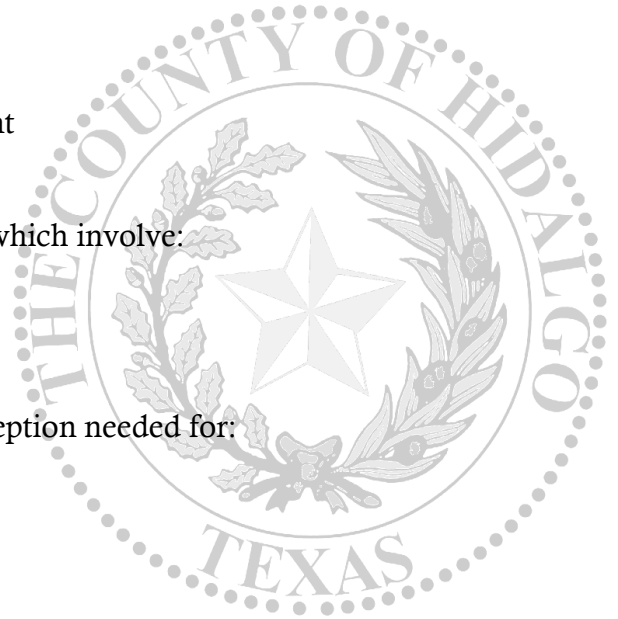 THE COUNTY OF HIDALGO
nt
which involve:
eption needed for:
TEXAS